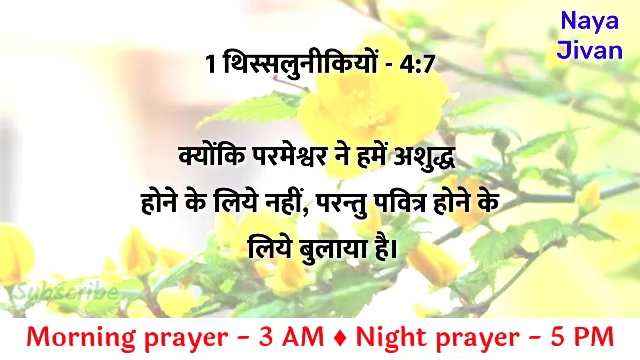 Naya
Jivan
1 थिस्सलुनीकियों - 4:7
क्योंकि परमेश्वर ने हमें अशुद्ध
होने के लिये नहीं, परन्तु पवित्र होने के
लिये बुलाया है।
Subscribe
Morning prayer - 3 AM ♦ Night prayer - 5 PM